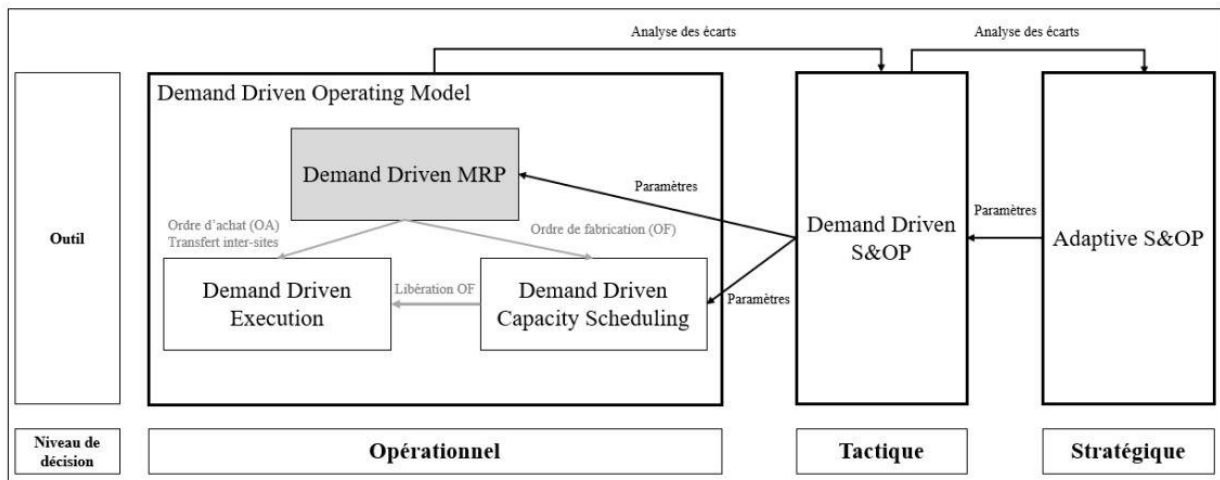 Analyse des écarts
Analyse des écarts
Outil
Demand Driven Operating Model
Demand Driven MRP
Ordre d'achat (OA)
Transfert inter-sites
Ordre de fabrication (OF)
Demand Driven
Execution
Libération OF
Demand Driven
Capacity Scheduling
Paramètres
Paramètres
Demand Driven
S&OP
Paramètres
Adaptive S&OP
Niveau de
décision
Opérationnel
Tactique
Stratégique